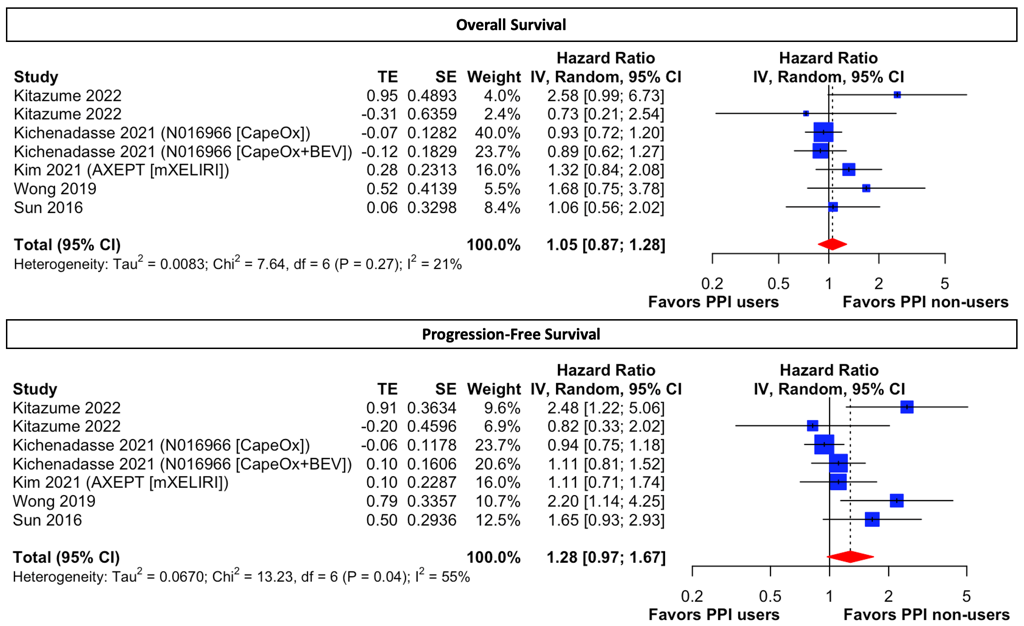 Overall Survival
Hazard Ratio Hazard Ratio
Study TE SE Weight IV, Random, 95% CI IV, Random, 95% CI
Kitazume 2022 0.95 0.4893 4.0% 2.58 [0.99; 6.73]
Kitazume 2022 -0.31 0.6359 2.4% 0.73 [0.21; 2.54]
Kichenadasse 2021 (N016966 [CapeOx]) -0.07 0.1282 40.0% 0.93 [0.72; 1.20]
Kichenadasse 2021 (N016966 [CapeOx+BEV]) -0.12 0.1829 23.7% 0.89 [0.62; 1.27]
Kim 2021 (AXEPT [mXELIRI]) 0.28 0.2313 16.0% 1.32 [0.84; 2.08]
Wong 2019 0.52 0.4139 5.5% 1.68 [0.75; 3.78]
Sun 2016 0.06 0.3298 8.4% 1.06 [0.56; 2.02]
Total (95% CI) 100.0% 1.05 [0.87; 1.28]
Heterogeneity: Tau² = 0.0083; Chi² = 7.64, df = 6 (P = 0.27); I² = 21%
0.2 0.5 1 2 5
Favors PPI users Favors PPI non-users
Progression-Free Survival
Hazard Ratio Hazard Ratio
Study TE SE Weight IV, Random, 95% CI IV, Random, 95% CI
Kitazume 2022 0.91 0.3634 9.6% 2.48 [1.22; 5.06]
Kitazume 2022 -0.20 0.4596 6.9% 0.82 [0.33; 2.02]
Kichenadasse 2021 (N016966 [CapeOx]) -0.06 0.1178 23.7% 0.94 [0.75; 1.18]
Kichenadasse 2021 (N016966 [CapeOx+BEV]) 0.10 0.1606 20.6% 1.11 [0.81; 1.52]
Kim 2021 (AXEPT [mXELIRI]) 0.10 0.2287 16.0% 1.11 [0.71; 1.74]
Wong 2019 0.79 0.3357 10.7% 2.20 [1.14; 4.25]
Sun 2016 0.50 0.2936 12.5% 1.65 [0.93; 2.93]
Total (95% CI) 100.0% 1.28 [0.97; 1.67]
Heterogeneity: Tau² = 0.0670; Chi² = 13.23, df = 6 (P = 0.04); I² = 55%
0.2 0.5 1 2 5
Favors PPI users Favors PPI non-users